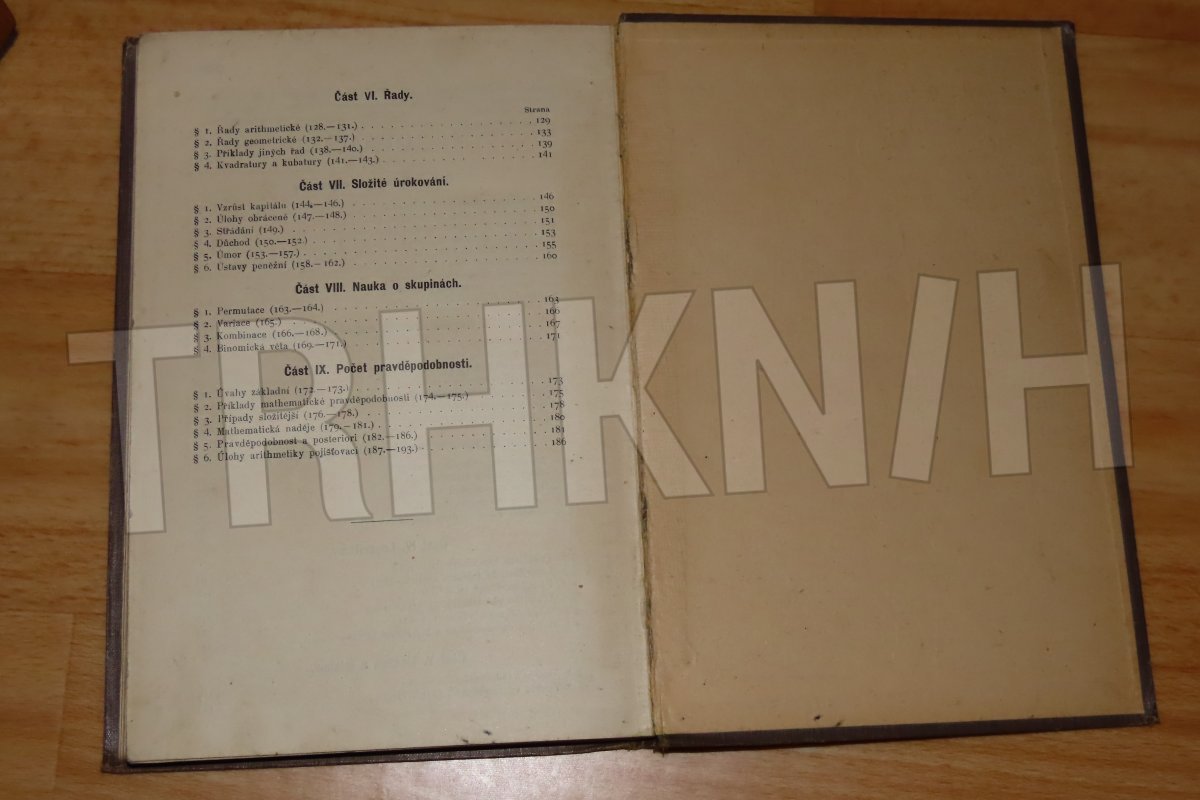 Část VI. Řady.
Strana
§ 1. Řady arithmetické (128.—131.) . . . . . . . . . . . . . . 129
§ 2. Řady geometrické (132.—137.) . . . . . . . . . . . . . . 133
§ 3. Příklady jiných řad (138.—140.) . . . . . . . . . . . . . . 139
§ 4. Kvadratury a kubatury (141.—143.) . . . . . . . . . . . . . . 141
Část VII. Složité úrokování.
§ 1. Vzrůst kapitálu (144.—146.) . . . . . . . . . . . . . . 146
§ 2. Úlohy obrácené (147.—148.) . . . . . . . . . . . . . . 150
§ 3. Střádání (149.) . . . . . . . . . . . . . . 151
§ 4. Důchod (150.—152.) . . . . . . . . . . . . . . 153
§ 5. Úmor (153.—157.) . . . . . . . . . . . . . . 155
§ 6. Ústavy peněžní (158.—162.) . . . . . . . . . . . . . . 160
Část VIII. Nauka o skupinách.
§ 1. Permutace (163.—164.) . . . . . . . . . . . . . . 163
§ 2. Variace (165.) . . . . . . . . . . . . . . 166
§ 3. Kombinace (166.—168.) . . . . . . . . . . . . . . 167
§ 4. Binomická věta (169.—171.) . . . . . . . . . . . . . . 171
Část IX. Počet pravděpodobnosti.
§ 1. Úvahy základní (172.—173.) . . . . . . . . . . . . . . 173
§ 2. Příklady mathematické pravděpodobnosti (174.—175.) . . . . . . . 175
§ 3. Případy složitější (176.—178.) . . . . . . . . . . . . . . 178
§ 4. Mathematická naděje (179.—181.) . . . . . . . . . . . . . . 180
§ 5. Pravděpodobnost a posteriori (182.—186.) . . . . . . . . . . 181
§ 6. Úlohy arithmetiky pojišťovací (187.—193.) . . . . . . . . . . 186
TRHKNIH